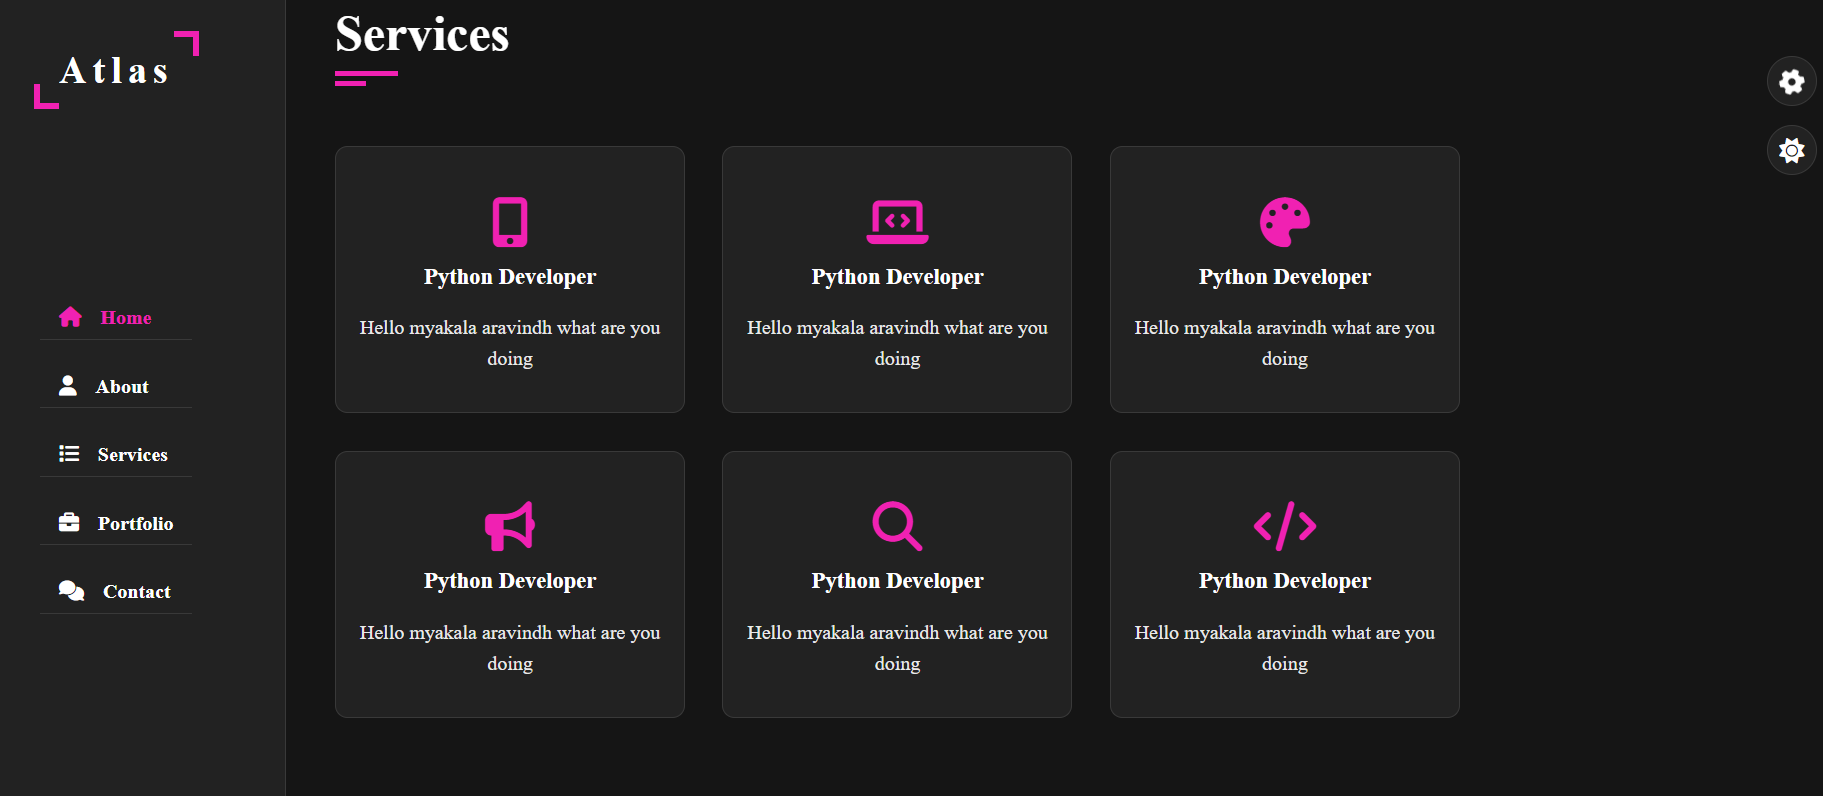 Atlas
Home
About
Services
Portfolio
Contact
Services
Python Developer
Hello myakala aravindh what are you
doing
Python Developer
Hello myakala aravindh what are you
doing
Python Developer
Hello myakala aravindh what are you
doing
Python Developer
Hello myakala aravindh what are you
doing
Python Developer
Hello myakala aravindh what are you
doing
Python Developer
Hello myakala aravindh what are you
doing